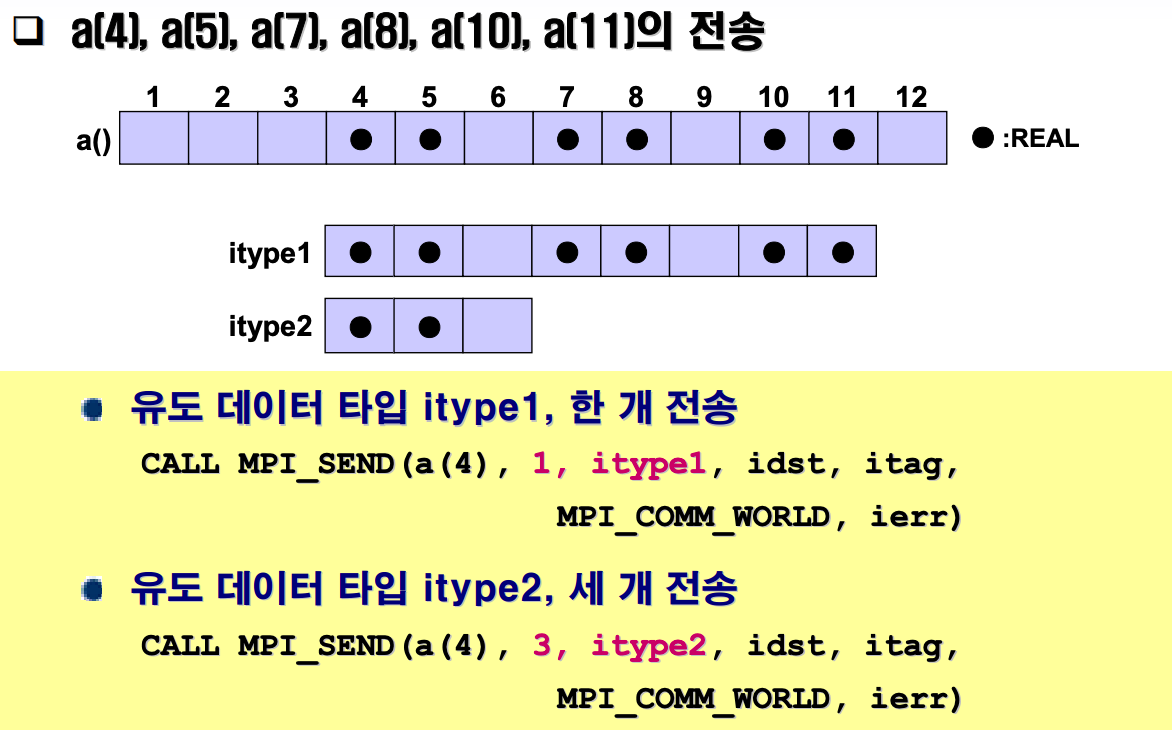 ❏ a(4), a(5), a(7), a(8), a(10), a(11)의 전송
1 2 3 4 5 6 7 8 9 10 11 12
a() ● :REAL
itype1
itype2
유도 데이터 타입 itype1, 한 개 전송
CALL MPI_SEND(a(4), 1, itype1, idst, itag,
MPI_COMM_WORLD, ierr)
유도 데이터 타입 itype2, 세 개 전송
CALL MPI_SEND(a(4), 3, itype2, idst, itag,
MPI_COMM_WORLD, ierr)